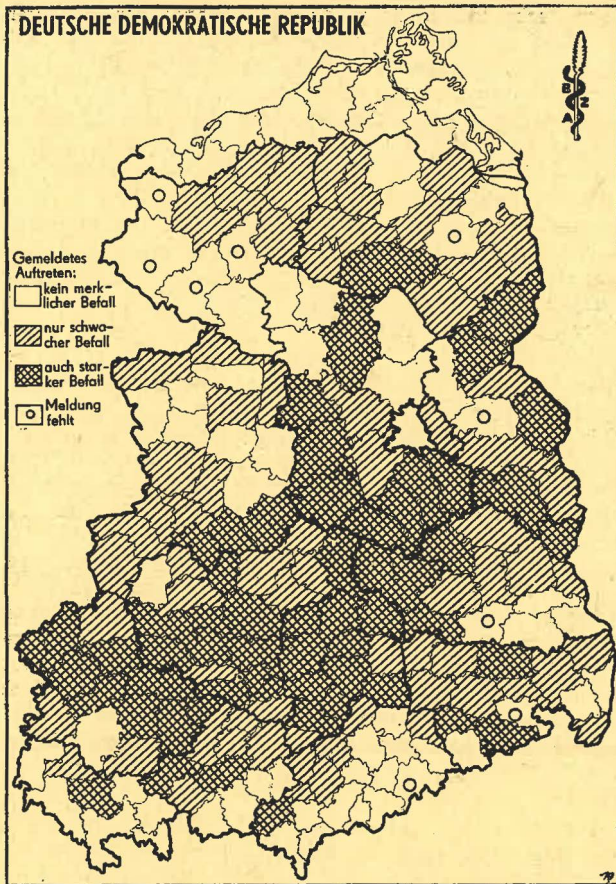 DEUTSCHE DEMOKRATISCHE REPUBLIK
B
Z
A
Gemeldetes
Auftreten:
kein merk-
licher Befall
nur schwa-
cher Befall
auch star-
ker Befall
Meldung
fehlt